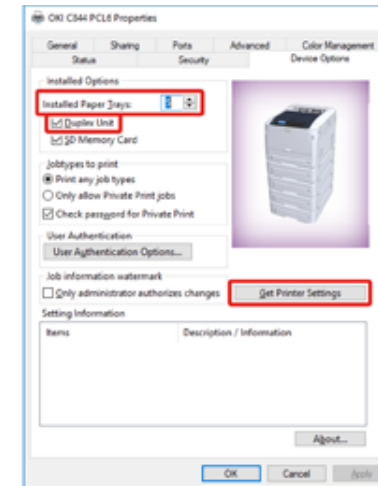 OKI C844 PCL6 Properties
General Sharing Ports Advanced Color Management
Status Security Device Options
Installed Options
Installed Paper Trays:
Duplex Unit
SD Memory Card
Jobtypes to print
Print any job types
Only allow Private Print jobs
Check password for Private Print
User Authentication
User Authentication Options...
Job information watermark
Only administrator authorizes changes Get Printer Settings
Setting Information
Items Description / Information
About...
OK Cancel Apply